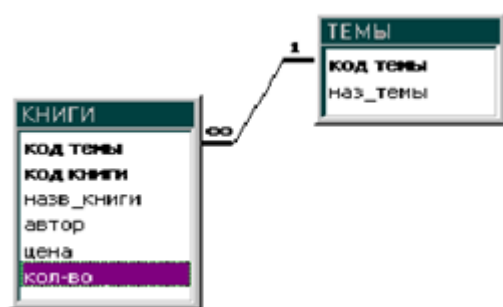 ТЕМЫ
код темы
наз_темы
1
∞
КНИГИ
код темы
код книги
назв_книги
автор
цена
кол-во